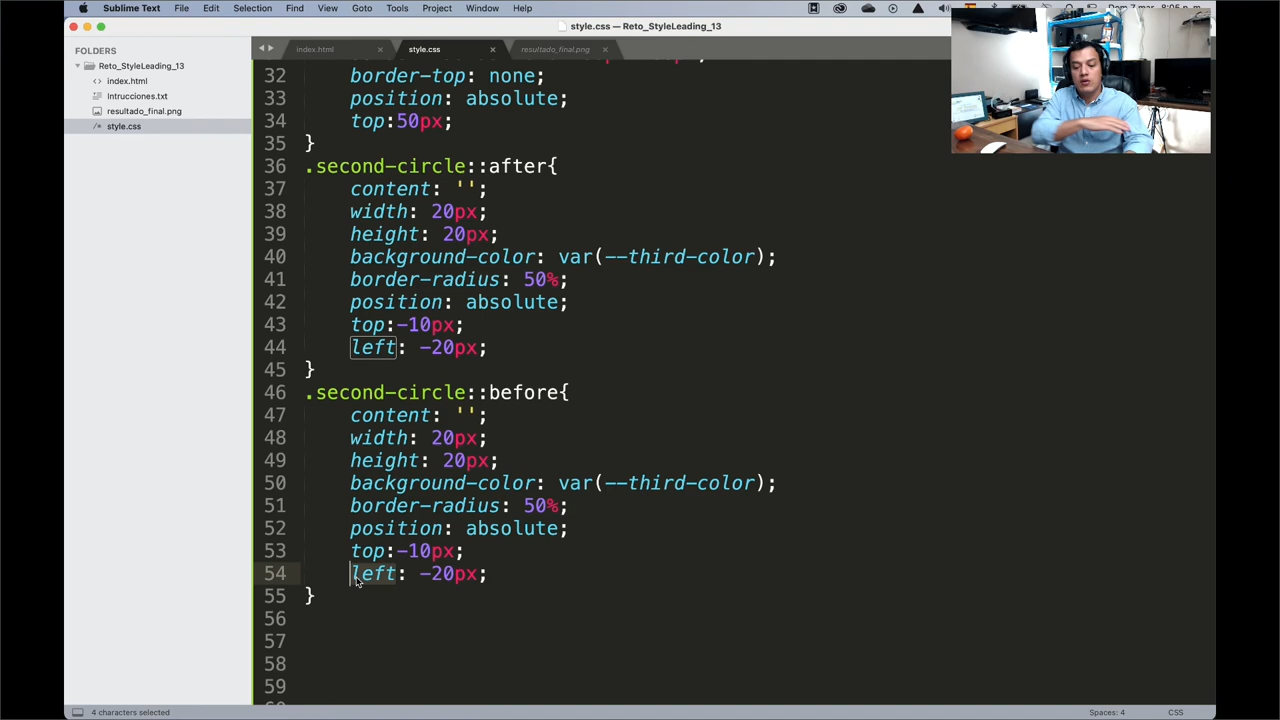 Sublime Text File Edit Selection Find View Goto Tools Project Window Help
style.css — Reto_StyleLeading_13
FOLDERS
Reto_StyleLeading_13
index.html
Intrucciones.txt
resultado_final.png
/* style.css
index.html
style.css
resultado_final.png
32 border-top: none;
33 position: absolute;
34 top:50px;
35 }
36 .second-circle::after{
37 content: '';
38 width: 20px;
39 height: 20px;
40 background-color: var(--third-color);
41 border-radius: 50%;
42 position: absolute;
43 top:-10px;
44 left: -20px;
45 }
46 .second-circle::before{
47 content: '';
48 width: 20px;
49 height: 20px;
50 background-color: var(--third-color);
51 border-radius: 50%;
52 position: absolute;
53 top:-10px;
54 left: -20px;
55 }
56
57
58
59
4 characters selected
Spaces: 4
CSS